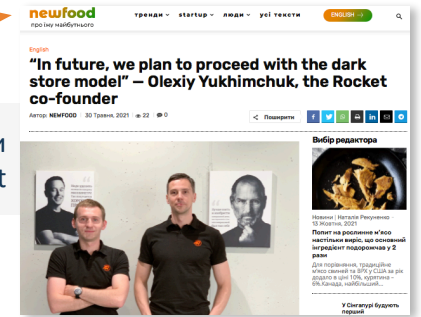 newfood
про їжу майбутнього
тренди
startup
люди
усі тексти
ENGLISH →
English
“In future, we plan to proceed with the dark
store model” — Olexiy Yukhimchuk, the Rocket
co-founder
Автор: NEWFOOD
30 Травня, 2021
22
0
Поширити
и
t
Вибір редактора
Новини | Наталія Рекуненко -
13 Жовтня, 2021
Попит на рослинне м’ясо
настільки виріс, що основний
інгредієнт подорожчав у 2
рази
Для порівняння, традиційне
м’ясо свиней та ВРХ у США за рік
додало в ціні 10%, курятина –
6%.Канада, найбільший...
У Сінгапурі будують
перший